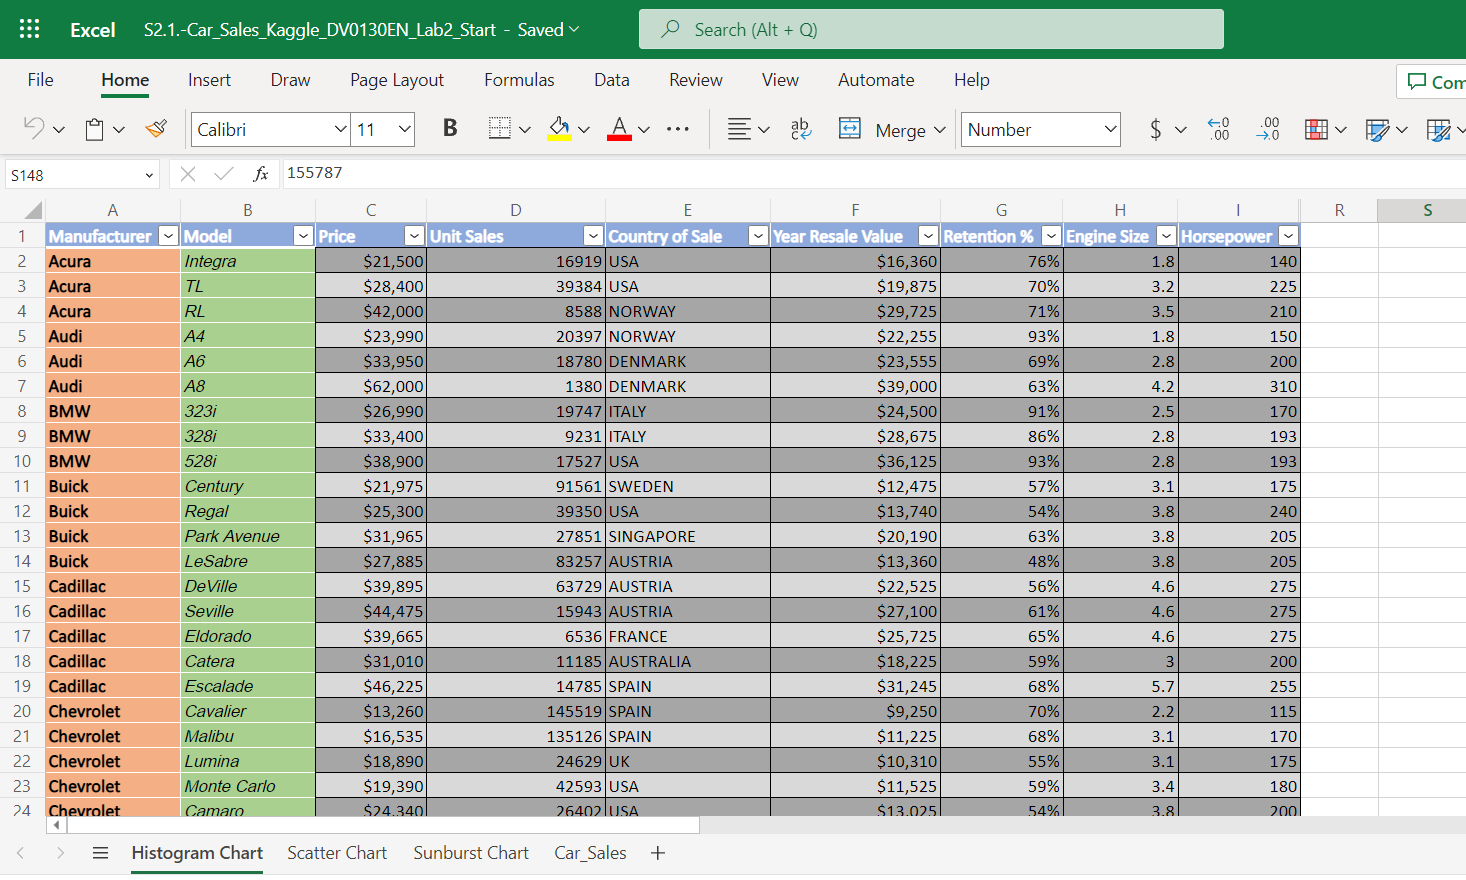 Excel S2.1.-Car_Sales_Kaggle_DV0130EN_Lab2_Start - Saved Search (Alt + Q)
File Home Insert Draw Page Layout Formulas Data Review View Automate Help Com
Calibri 11 B A ab Merge Number $ .00 .00
S148 fx 155787
A B C D E F G H I R S
1 Manufacturer Model Price Unit Sales Country of Sale Year Resale Value Retention % Engine Size Horsepower
2 Acura Integra $21,500 16919 USA $16,360 76% 1.8 140
3 Acura TL $28,400 39384 USA $19,875 70% 3.2 225
4 Acura RL $42,000 8588 NORWAY $29,725 71% 3.5 210
5 Audi A4 $23,990 20397 NORWAY $22,255 93% 1.8 150
6 Audi A6 $33,950 18780 DENMARK $23,555 69% 2.8 200
7 Audi A8 $62,000 1380 DENMARK $39,000 63% 4.2 310
8 BMW 323i $26,990 19747 ITALY $24,500 91% 2.5 170
9 BMW 328i $33,400 9231 ITALY $28,675 86% 2.8 193
10 BMW 528i $38,900 17527 USA $36,125 93% 2.8 193
11 Buick Century $21,975 91561 SWEDEN $12,475 57% 3.1 175
12 Buick Regal $25,300 39350 USA $13,740 54% 3.8 240
13 Buick Park Avenue $31,965 27851 SINGAPORE $20,190 63% 3.8 205
14 Buick LeSabre $27,885 83257 AUSTRIA $13,360 48% 3.8 205
15 Cadillac DeVille $39,895 63729 AUSTRIA $22,525 56% 4.6 275
16 Cadillac Seville $44,475 15943 AUSTRIA $27,100 61% 4.6 275
17 Cadillac Eldorado $39,665 6536 FRANCE $25,725 65% 4.6 275
18 Cadillac Catera $31,010 11185 AUSTRALIA $18,225 59% 3 200
19 Cadillac Escalade $46,225 14785 SPAIN $31,245 68% 5.7 255
20 Chevrolet Cavalier $13,260 145519 SPAIN $9,250 70% 2.2 115
21 Chevrolet Malibu $16,535 135126 SPAIN $11,225 68% 3.1 170
22 Chevrolet Lumina $18,890 24629 UK $10,310 55% 3.1 175
23 Chevrolet Monte Carlo $19,390 42593 USA $11,525 59% 3.4 180
24 Chevrolet Camaro $24,340 26402 USA $13,025 54% 3.8 200
Histogram Chart Scatter Chart Sunburst Chart Car_Sales